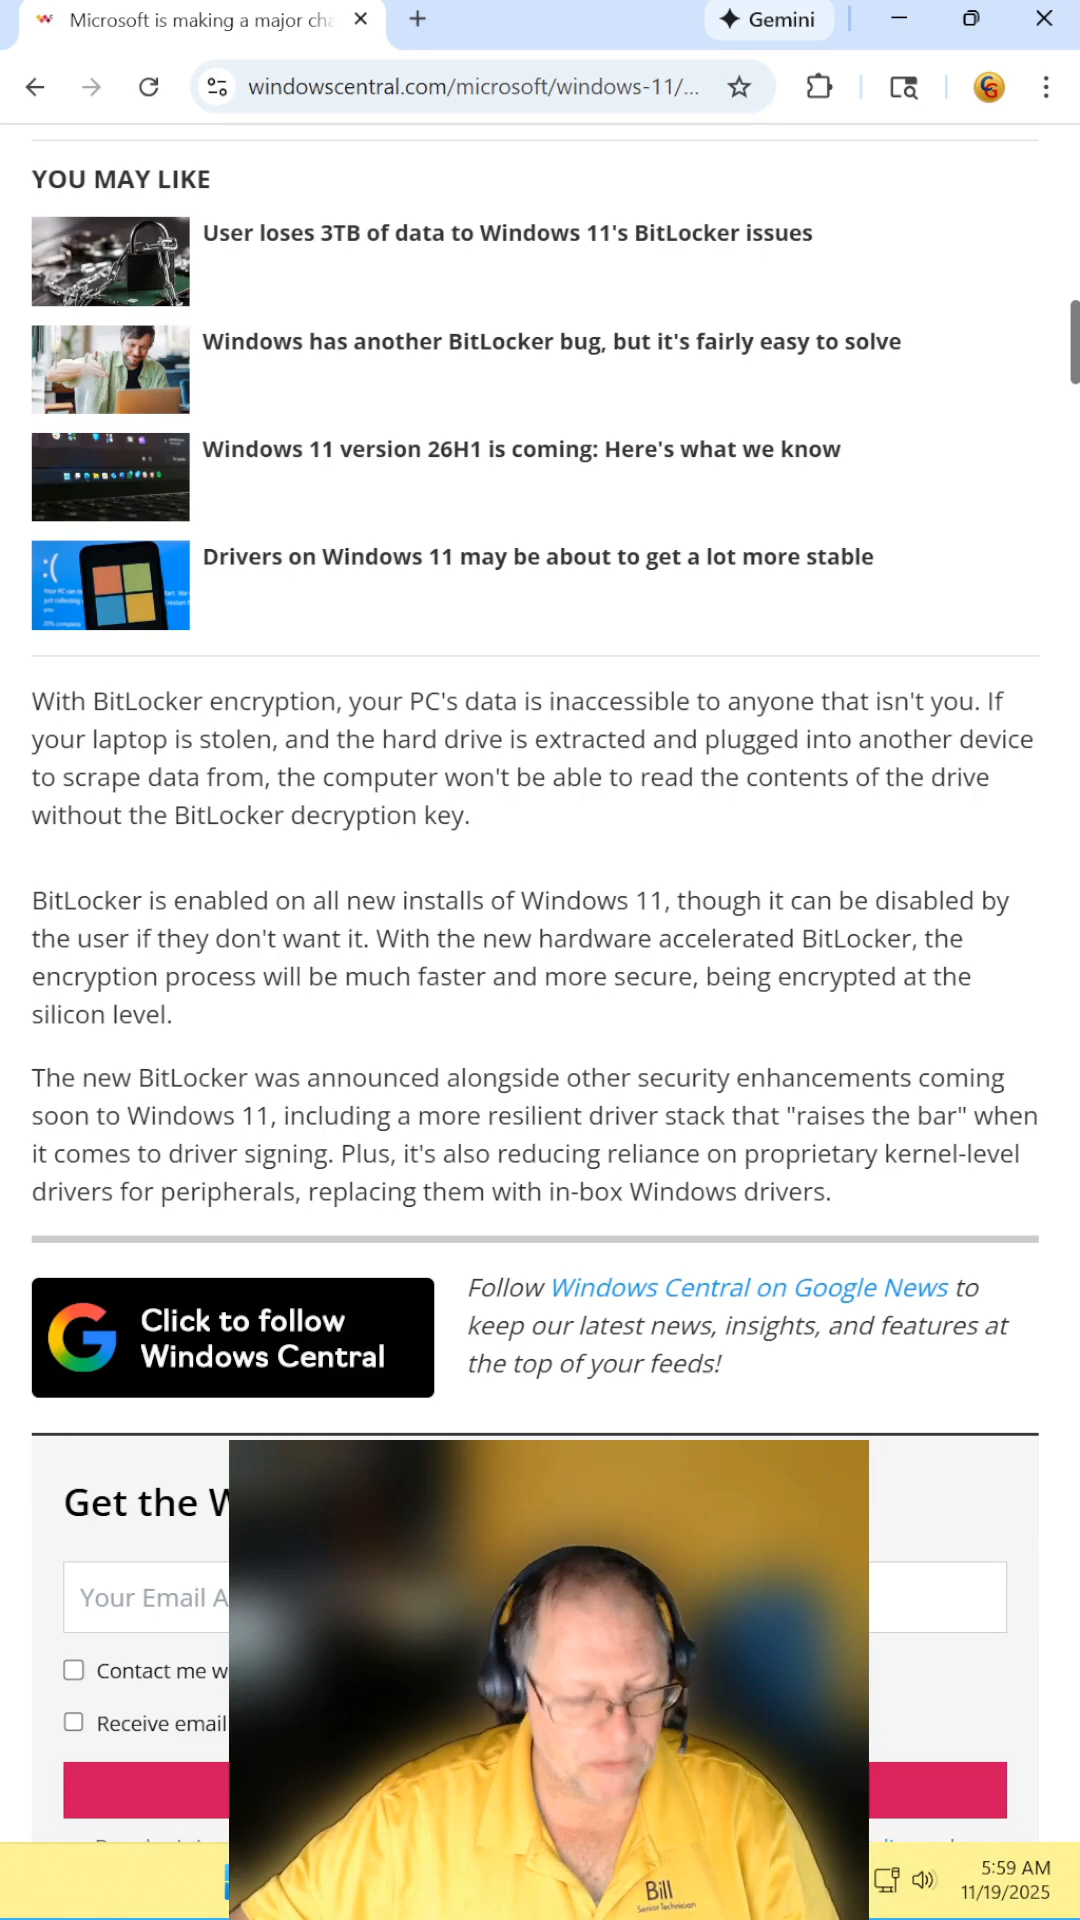 Microsoft is making a major cha
Gemini
windowscentral.com/microsoft/windows-11/...
YOU MAY LIKE
User loses 3TB of data to Windows 11's BitLocker issues
Windows has another BitLocker bug, but it's fairly easy to solve
Windows 11 version 26H1 is coming: Here's what we know
Drivers on Windows 11 may be about to get a lot more stable
With BitLocker encryption, your PC's data is inaccessible to anyone that isn't you. If
your laptop is stolen, and the hard drive is extracted and plugged into another device
to scrape data from, the computer won't be able to read the contents of the drive
without the BitLocker decryption key.
BitLocker is enabled on all new installs of Windows 11, though it can be disabled by
the user if they don't want it. With the new hardware accelerated BitLocker, the
encryption process will be much faster and more secure, being encrypted at the
silicon level.
The new BitLocker was announced alongside other security enhancements coming
soon to Windows 11, including a more resilient driver stack that "raises the bar" when
it comes to driver signing. Plus, it's also reducing reliance on proprietary kernel-level
drivers for peripherals, replacing them with in-box Windows drivers.
Click to follow
Windows Central
Follow Windows Central on Google News to
keep our latest news, insights, and features at
the top of your feeds!
Get the W
Your Email A
Contact me w
Receive email
Bill
Senior Technician
5:59 AM
11/19/2025